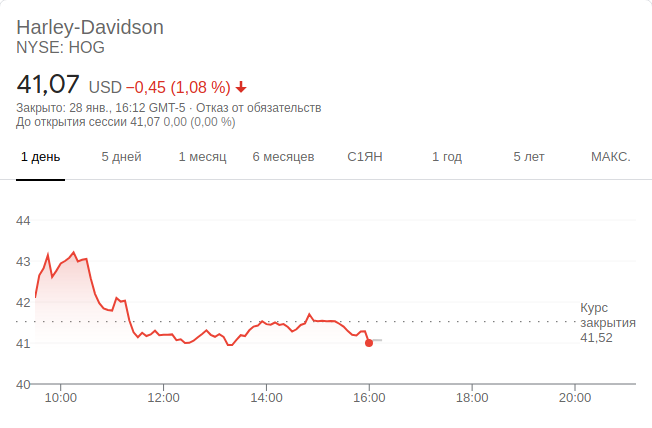 Harley-Davidson
NYSE: HOG
41,07 USD −0,45 (1,08 %)
Закрыто: 28 янв., 16:12 GMT-5 · Отказ от обязательств
До открытия сессии 41,07 0,00 (0,00 %)
1 день 5 дней 1 месяц 6 месяцев С1ЯН 1 год 5 лет МАКС.
44
43
42
Курс
закрытия
41,52
41
40
10:00 12:00 14:00 16:00 18:00 20:00